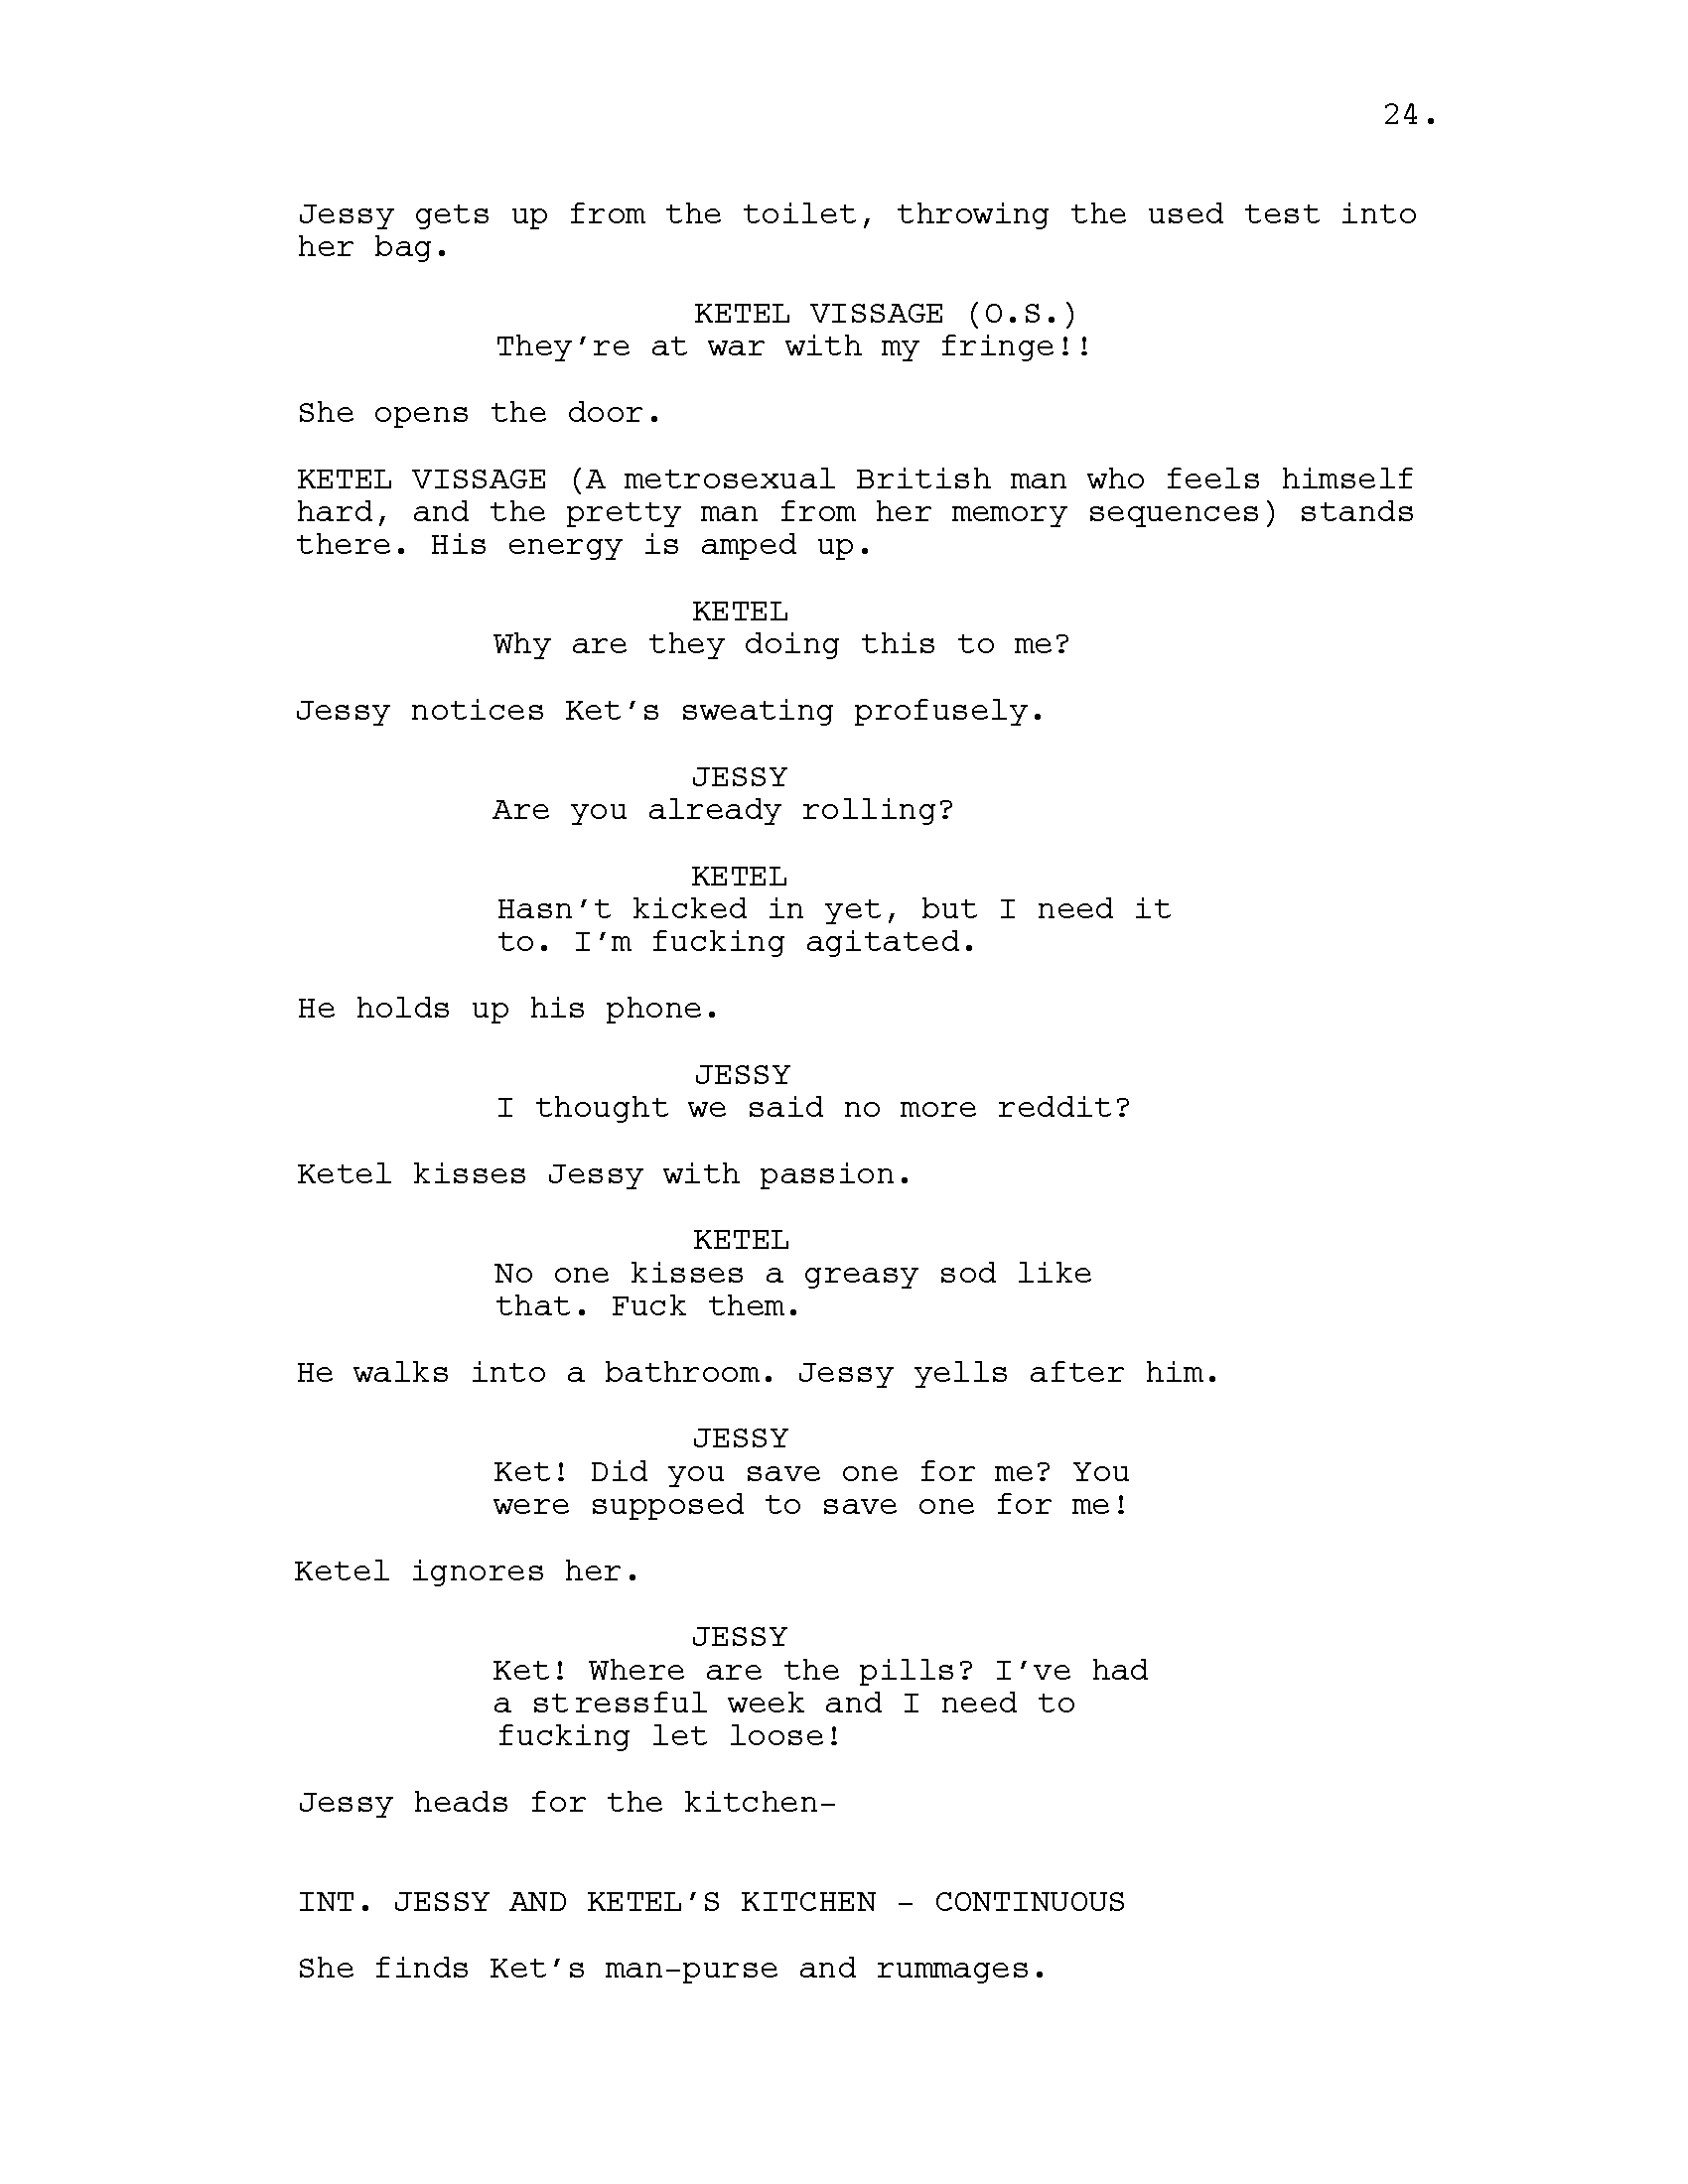 24.
Jessy gets up from the toilet, throwing the used test into
her bag.
KETEL VISSAGE (O.S.)
They're at war with my fringe!!
She opens the door.
KETEL VISSAGE (A metrosexual British man who feels himself
hard, and the pretty man from her memory sequences) stands
there. His energy is amped up.
KETEL
Why are they doing this to me?
Jessy notices Ket's sweating profusely.
JESSY
Are you already rolling?
KETEL
Hasn't kicked in yet, but I need it
to. I'm fucking agitated.
He holds up his phone.
JESSY
I thought we said no more reddit?
Ketel kisses Jessy with passion.
KETEL
No one kisses a greasy sod like
that. Fuck them.
He walks into a bathroom. Jessy yells after him.
JESSY
Ket! Did you save one for me? You
were supposed to save one for me!
Ketel ignores her.
JESSY
Ket! Where are the pills? I've had
a stressful week and I need to
fucking let loose!
Jessy heads for the kitchen-
INT. JESSY AND KETEL'S KITCHEN - CONTINUOUS
She finds Ket's man-purse and rummages.